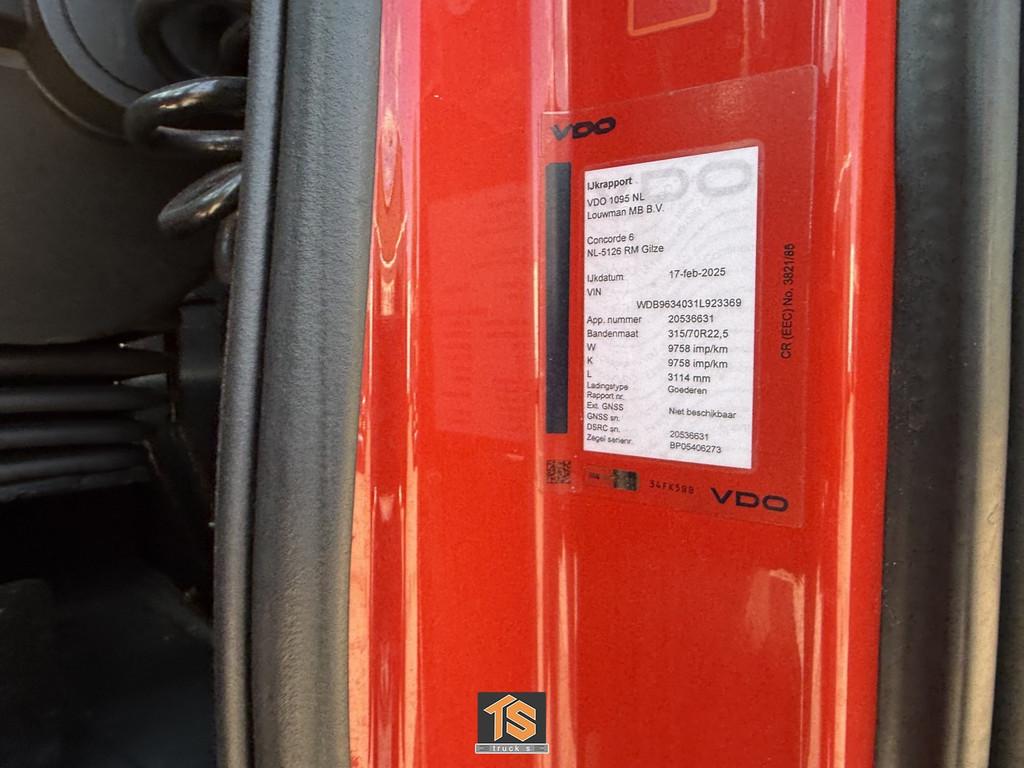 VDO
IJkrapport
VDO 1095 NL
Louwman MB B.V.
Concorde 6
NL-5126 RM Gilze
IJkdatum 17-feb-2025
VIN
WDB9634031L923369
App. nummer 20536631
Bandenmaat 315/70R22,5
W 9758 imp/km
K 9758 imp/km
L 3114 mm
Ladingstype Goederen
Rapport nr.
Ext. GNSS Niet beschikbaar
GNSS sn.
DSRC sn. 20536631
Zegel serienr. BP05406273
CR (EEC) No. 3821/85
34FK5BB
VDO
TS
trucks